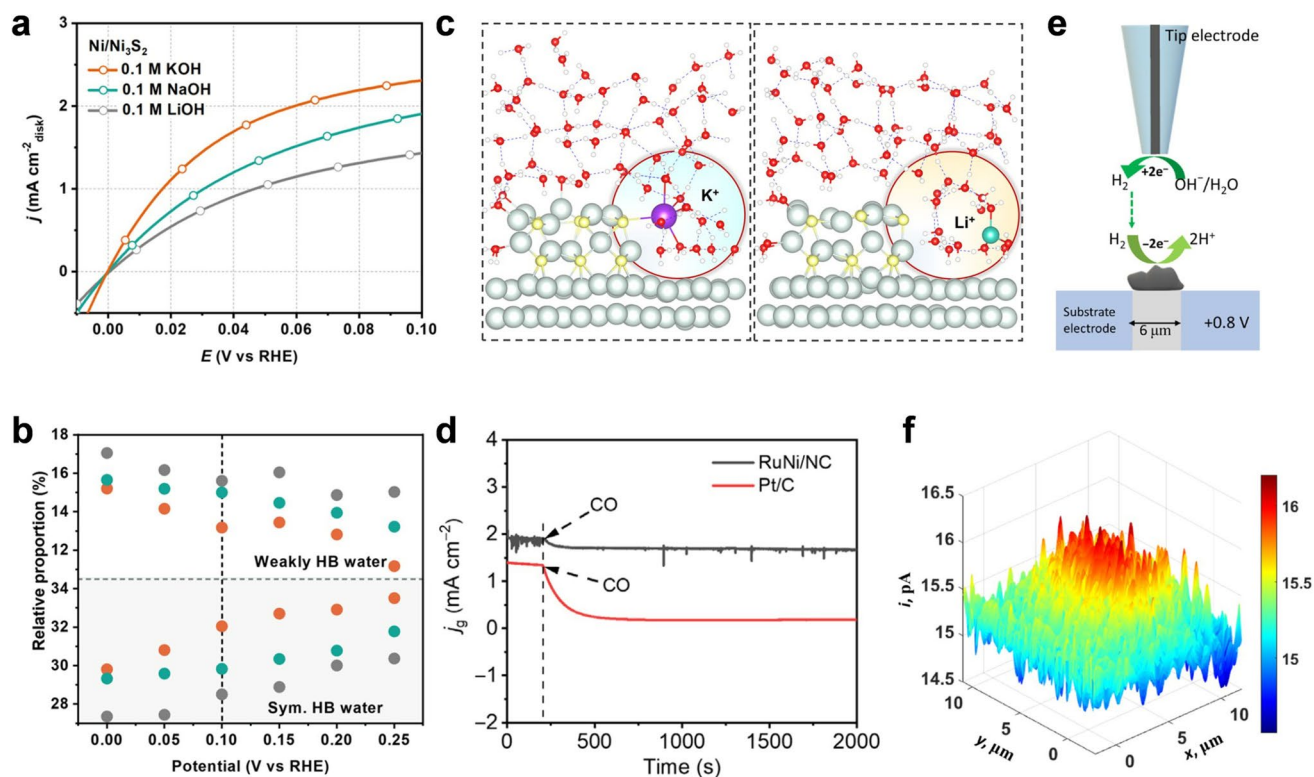 a
3
2
1
0
j (mA cm⁻²disk)
Ni/Ni₃S₂
0.1 M KOH
0.1 M NaOH
0.1 M LiOH
0.00 0.02 0.04 0.06 0.08 0.10
E (V vs RHE)
c
K⁺
Li⁺
e
Tip electrode
H₂ +2e⁻ OH⁻/H₂O
H₂ −2e⁻ 2H⁺
Substrate
electrode
6 μm
+0.8 V
b
18
16
14
12
34
32
30
28
Relative proportion (%)
Weakly HB water
Sym. HB water
0.00 0.05 0.10 0.15 0.20 0.25
Potential (V vs RHE)
d
4
3
2
1
0
−1
−2
jg (mA cm⁻²)
RuNi/NC
Pt/C
CO
CO
0 500 1000 1500 2000
Time (s)
f
16.5
16
15.5
15
14.5
i, pA
10
5
0
y, μm
0
5
10
x, μm
16
15.5
15